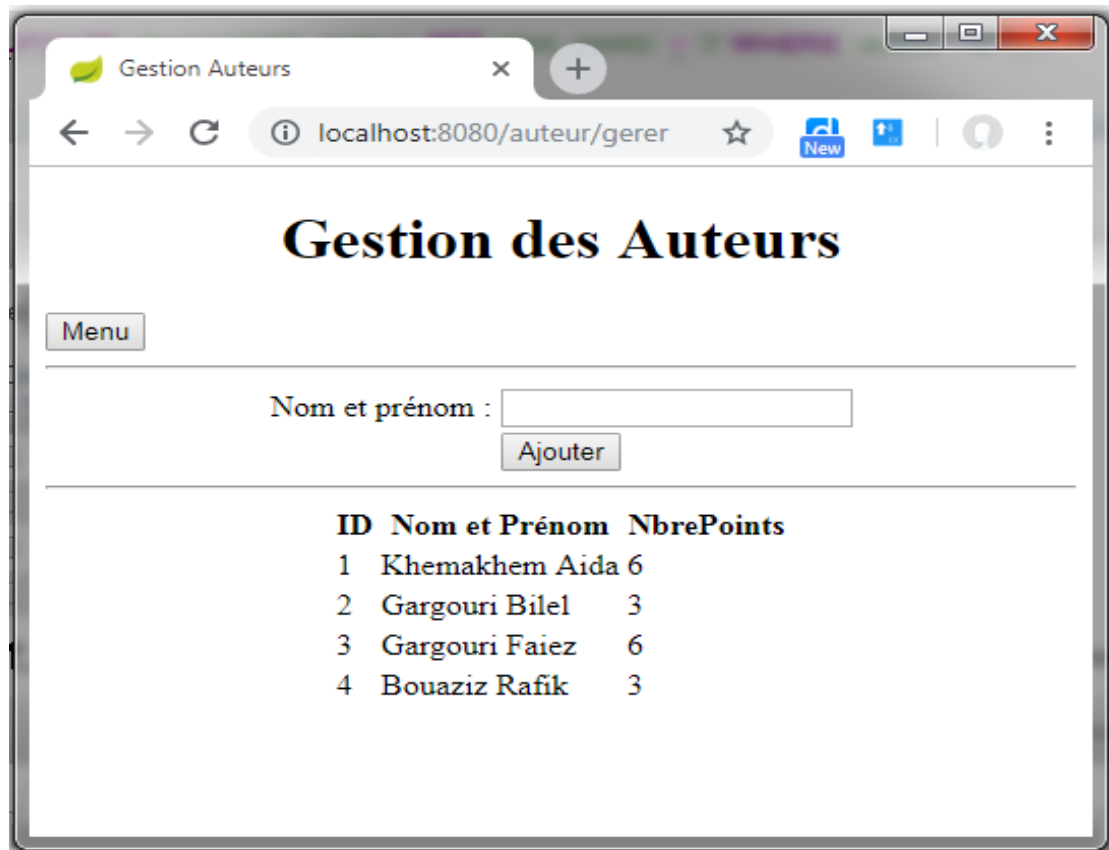 Gestion Auteurs
localhost:8080/auteur/gerer
New
Gestion des Auteurs
Menu
Nom et prénom :
Ajouter
ID Nom et Prénom NbrePoints
1 Khemakhem Aida 6
2 Gargouri Bilel 3
3 Gargouri Faiez 6
4 Bouaziz Rafik 3